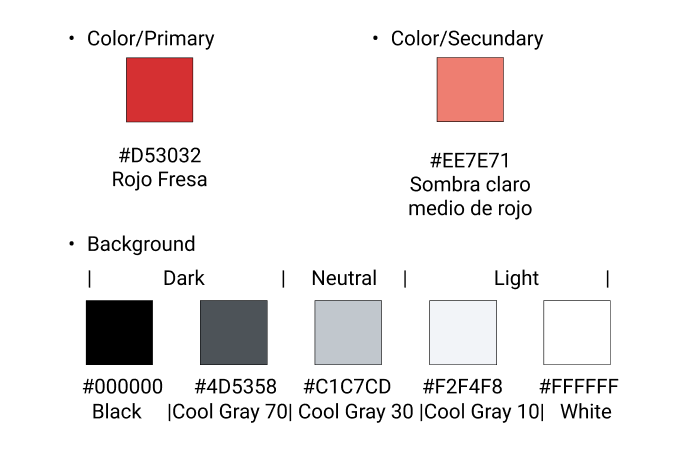 • Color/Primary
• Color/Secundary
#D53032
Rojo Fresa
#EE7E71
Sombra claro
medio de rojo
• Background
| Dark | Neutral | Light |
#000000 #4D5358 #C1C7CD #F2F4F8 #FFFFFF
Black |Cool Gray 70| Cool Gray 30 |Cool Gray 10| White